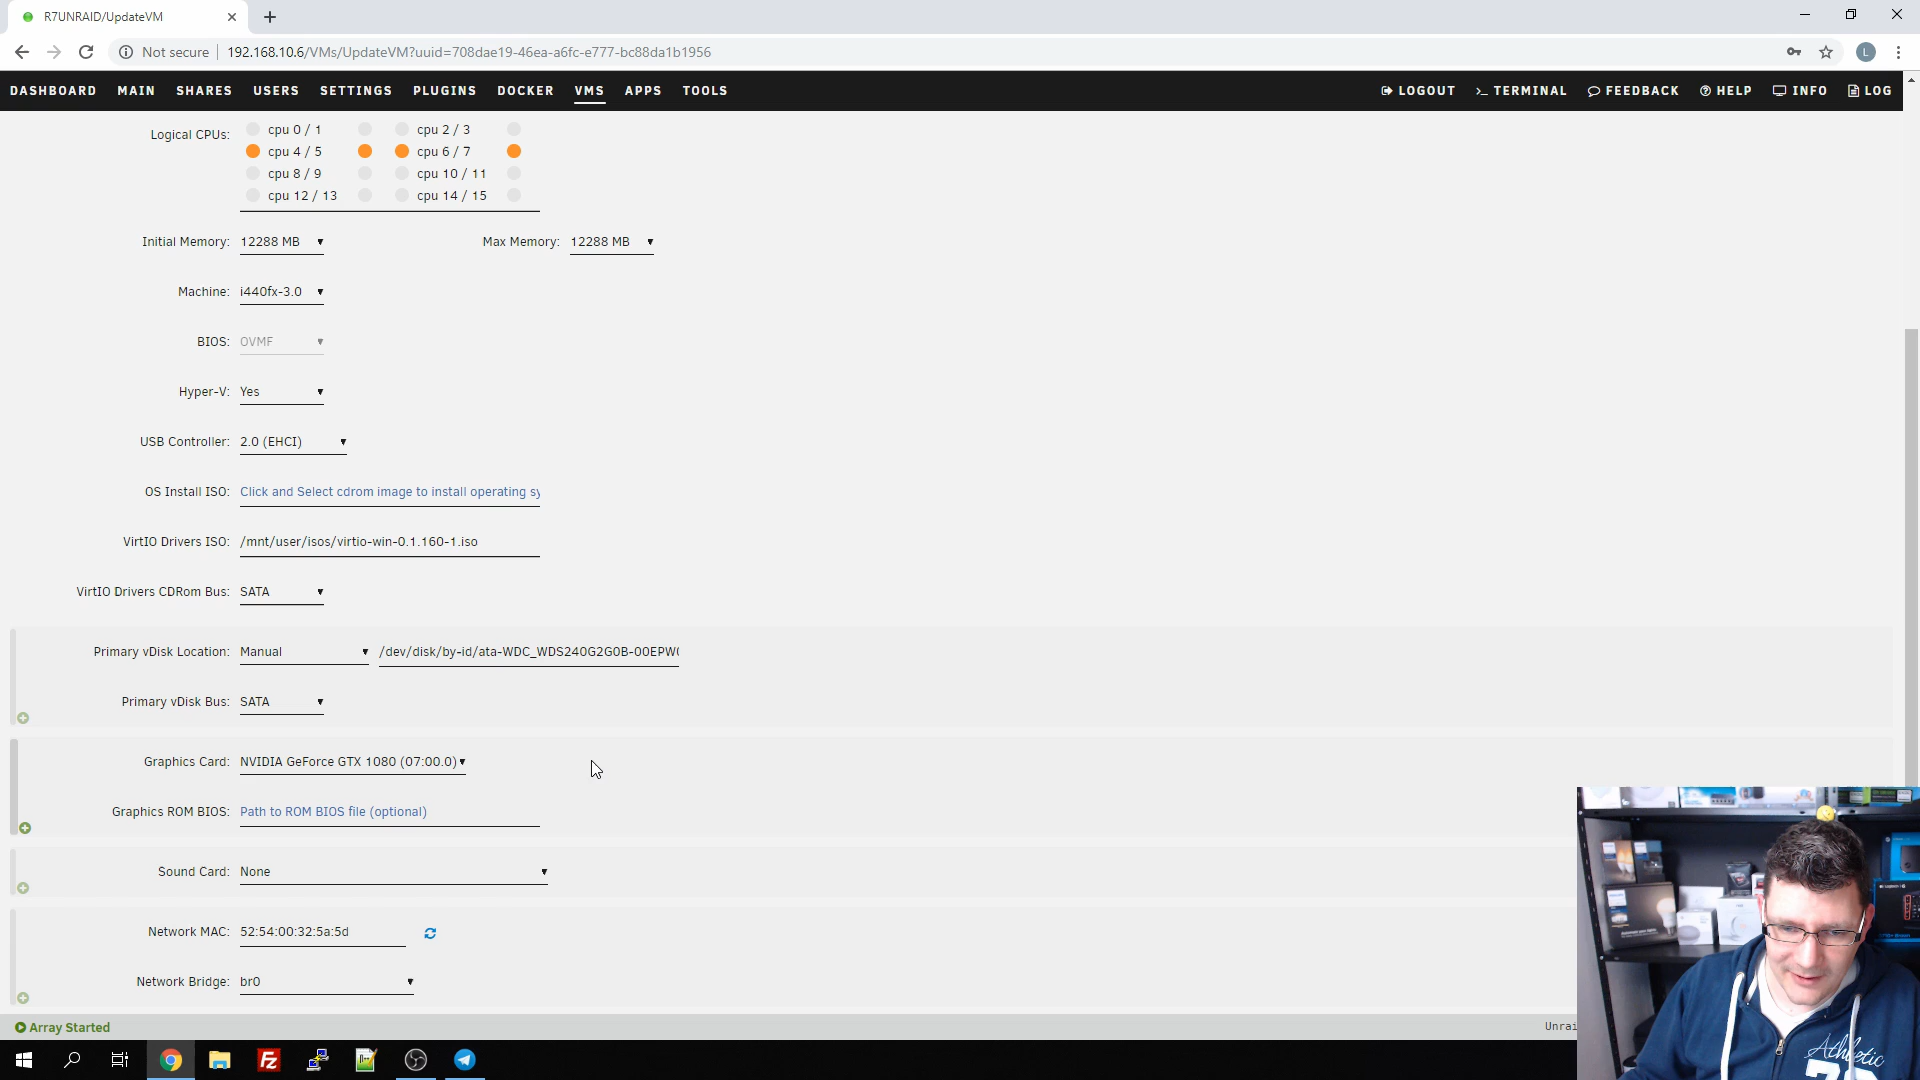 R7UNRAID/UpdateVM
Not secure
192.168.10.6/VMs/UpdateVM?uuid=708dae19-46ea-a6fc-e777-bc88da1b1956
L
DASHBOARD MAIN SHARES USERS SETTINGS PLUGINS DOCKER VMS APPS TOOLS LOGOUT TERMINAL FEEDBACK HELP INFO LOG
Logical CPUs: cpu 0 / 1 cpu 2 / 3
cpu 4 / 5 cpu 6 / 7
cpu 8 / 9 cpu 10 / 11
cpu 12 / 13 cpu 14 / 15
Initial Memory: 12288 MB Max Memory: 12288 MB
Machine: i440fx-3.0
BIOS: OVMF
Hyper-V: Yes
USB Controller: 2.0 (EHCI)
OS Install ISO: Click and Select cdrom image to install operating sy
VirtIO Drivers ISO: /mnt/user/isos/virtio-win-0.1.160-1.iso
VirtIO Drivers CDRom Bus: SATA
Primary vDisk Location: Manual /dev/disk/by-id/ata-WDC_WDS240G2G0B-00EPW(
Primary vDisk Bus: SATA
Graphics Card: NVIDIA GeForce GTX 1080 (07:00.0)
Graphics ROM BIOS: Path to ROM BIOS file (optional)
Sound Card: None
Network MAC: 52:54:00:32:5a:5d
Network Bridge: br0
Array Started
Unrai
Fz
Athletic